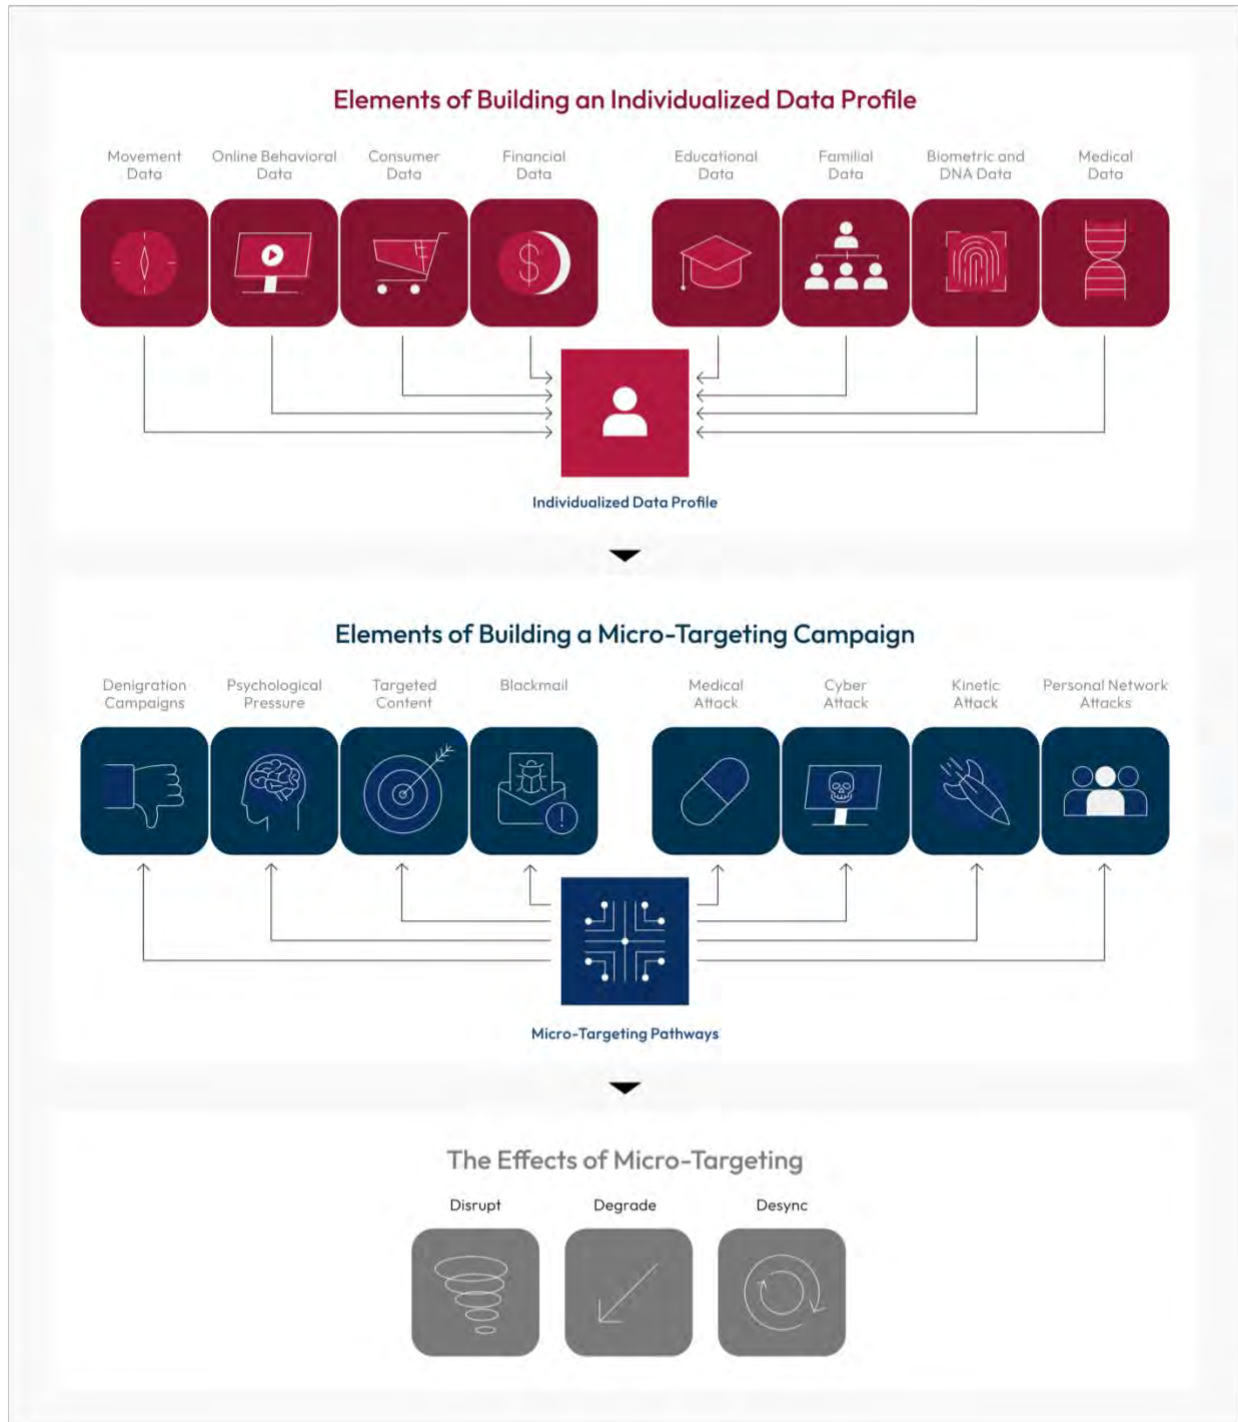 Elements of Building an Individualized Data Profile
Movement
Data
Online Behavioral
Data
Consumer
Data
Financial
Data
Educational
Data
Familial
Data
Biometric and
DNA Data
Medical
Data
$
Individualized Data Profile
Elements of Building a Micro-Targeting Campaign
Denigration
Campaigns
Psychological
Pressure
Targeted
Content
Blackmail
Medical
Attack
Cyber
Attack
Kinetic
Attack
Personal Network
Attacks
!
Micro-Targeting Pathways
The Effects of Micro-Targeting
Disrupt
Degrade
Desync